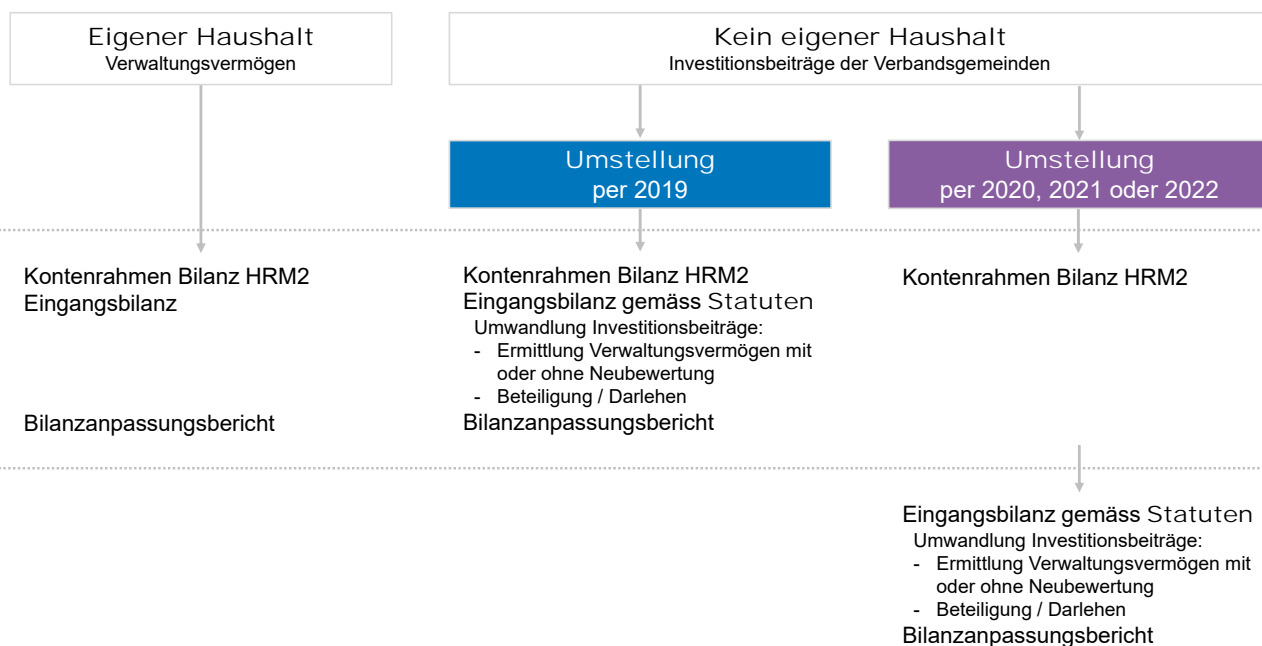 Eigener Haushalt
Verwaltungsvermögen
Kein eigener Haushalt
Investitionsbeiträge der Verbandsgemeinden
Umstellung
per 2019
Umstellung
per 2020, 2021 oder 2022
Kontenrahmen Bilanz HRM2
Eingangsbilanz
Bilanzanpassungsbericht
Kontenrahmen Bilanz HRM2
Eingangsbilanz gemäss Statuten
Umwandlung Investitionsbeiträge:
- Ermittlung Verwaltungsvermögen mit
oder ohne Neubewertung
- Beteiligung / Darlehen
Bilanzanpassungsbericht
Kontenrahmen Bilanz HRM2
Eingangsbilanz gemäss Statuten
Umwandlung Investitionsbeiträge:
- Ermittlung Verwaltungsvermögen mit
oder ohne Neubewertung
- Beteiligung / Darlehen
Bilanzanpassungsbericht